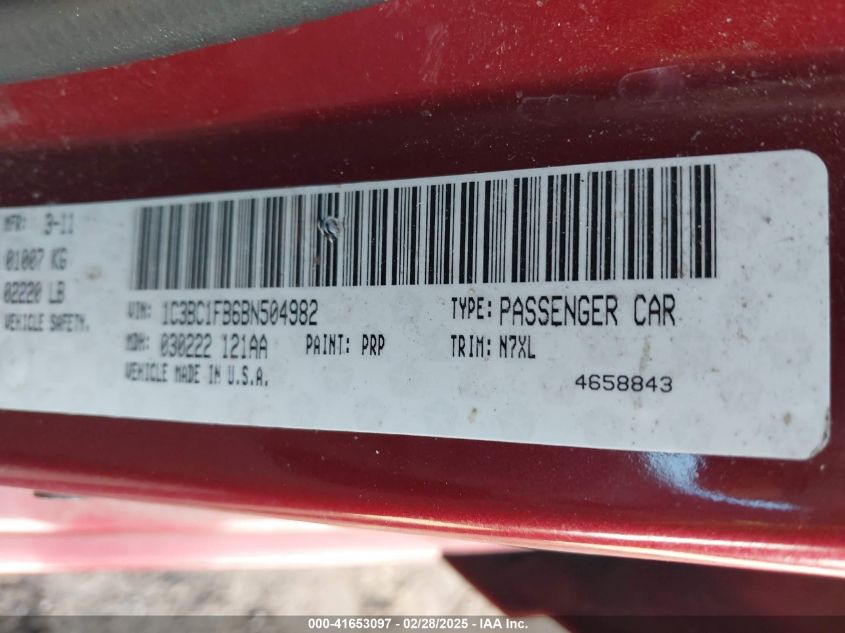 MFR: 3-11
01007 KG
02220 LB
VEHICLE SAFETY.
VIN: 1C3BC1FB6BN504982
TYPE: PASSENGER CAR
MDH: 030222 121AA
PAINT: PRP
TRIM: N7XL
VEHICLE MADE IN U.S.A.
4658843
000-41653097 - 02/28/2025 - IAA Inc.